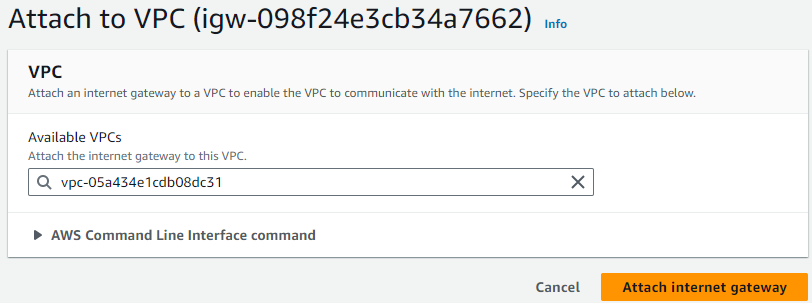 Attach to VPC (igw-098f24e3cb34a7662) Info
VPC
Attach an internet gateway to a VPC to enable the VPC to communicate with the internet. Specify the VPC to attach below.
Available VPCs
Attach the internet gateway to this VPC.
vpc-05a434e1cdb08dc31
AWS Command Line Interface command
Cancel Attach internet gateway